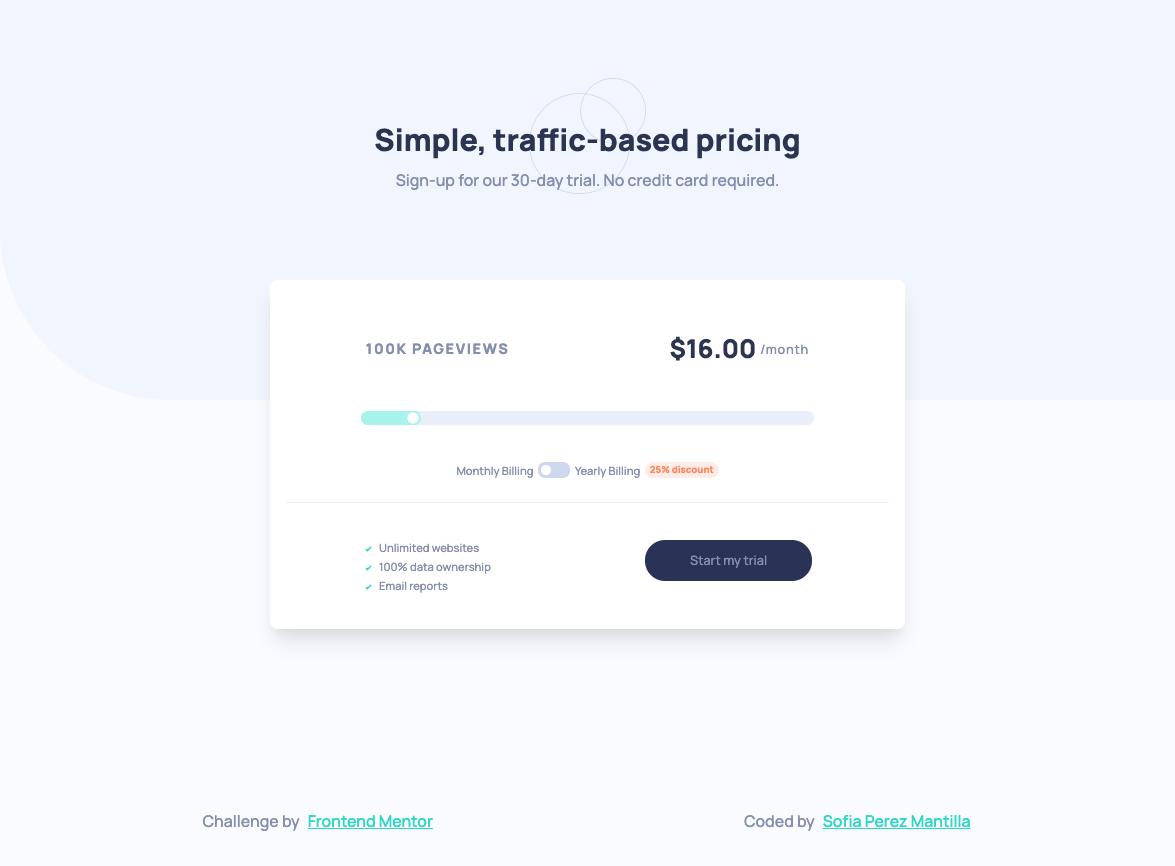 Simple, traffic-based pricing
Sign-up for our 30-day trial. No credit card required.
100K PAGEVIEWS
$16.00 /month
Monthly Billing Yearly Billing 25% discount
Unlimited websites
100% data ownership
Email reports
Start my trial
Challenge by Frontend Mentor
Coded by Sofia Perez Mantilla